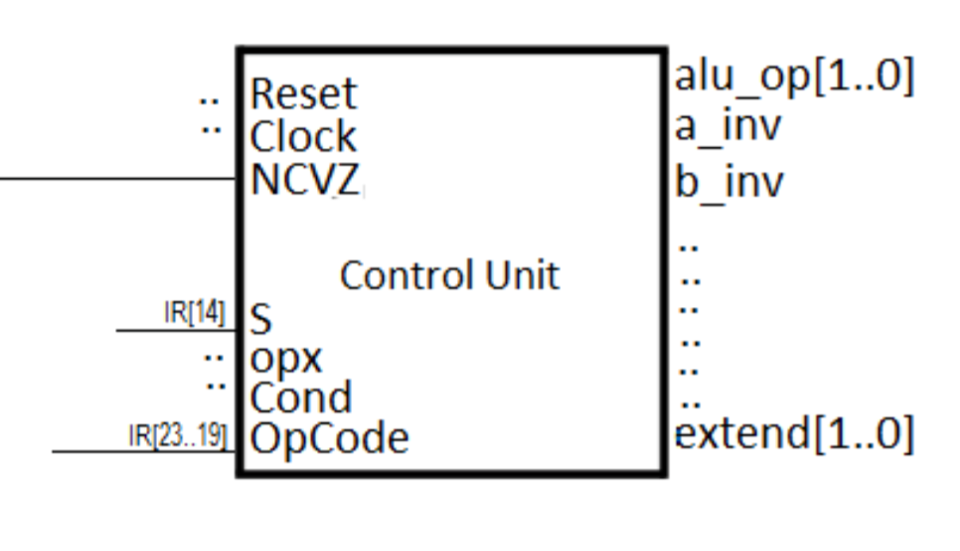 Reset
Clock
NCVZ
Control Unit
IR[14]
S
opx
Cond
IR[23..19]
OpCode
alu_op[1..0]
a_inv
b_inv
..
..
..
..
..
..
extend[1..0]